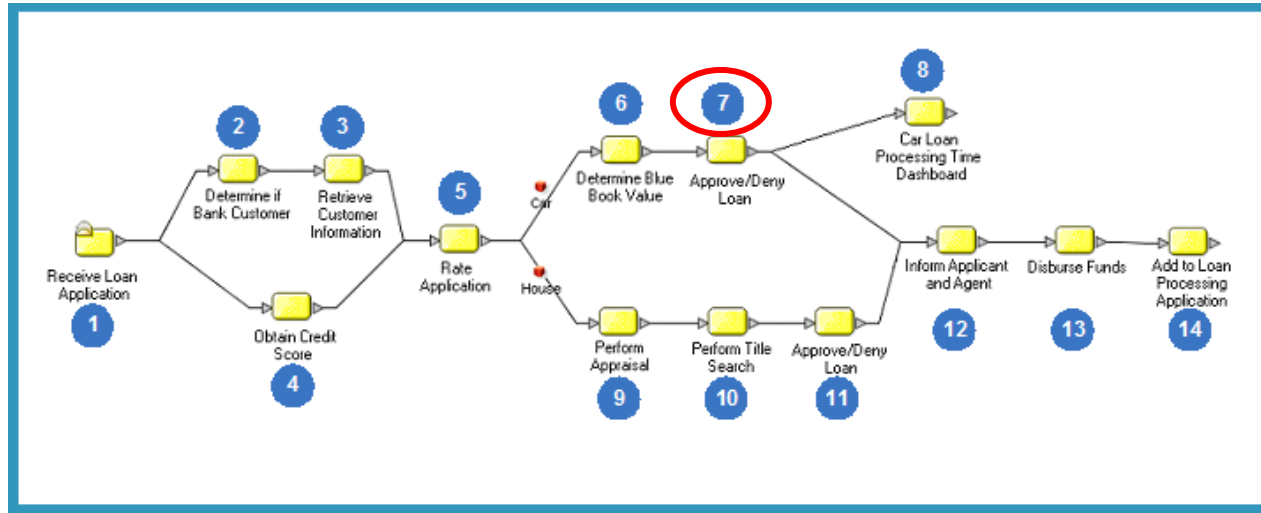 1
Receive Loan
Application
2
Determine if
Bank Customer
3
Retrieve
Customer
Information
4
Obtain Credit
Score
5
Rate
Application
Car
House
6
Determine Blue
Book Value
7
Approve/Deny
Loan
8
Car Loan
Processing Time
Dashboard
9
Perform
Appraisal
10
Perform Title
Search
11
Approve/Deny
Loan
12
Inform Applicant
and Agent
13
Disburse Funds
14
Add to Loan
Processing
Application